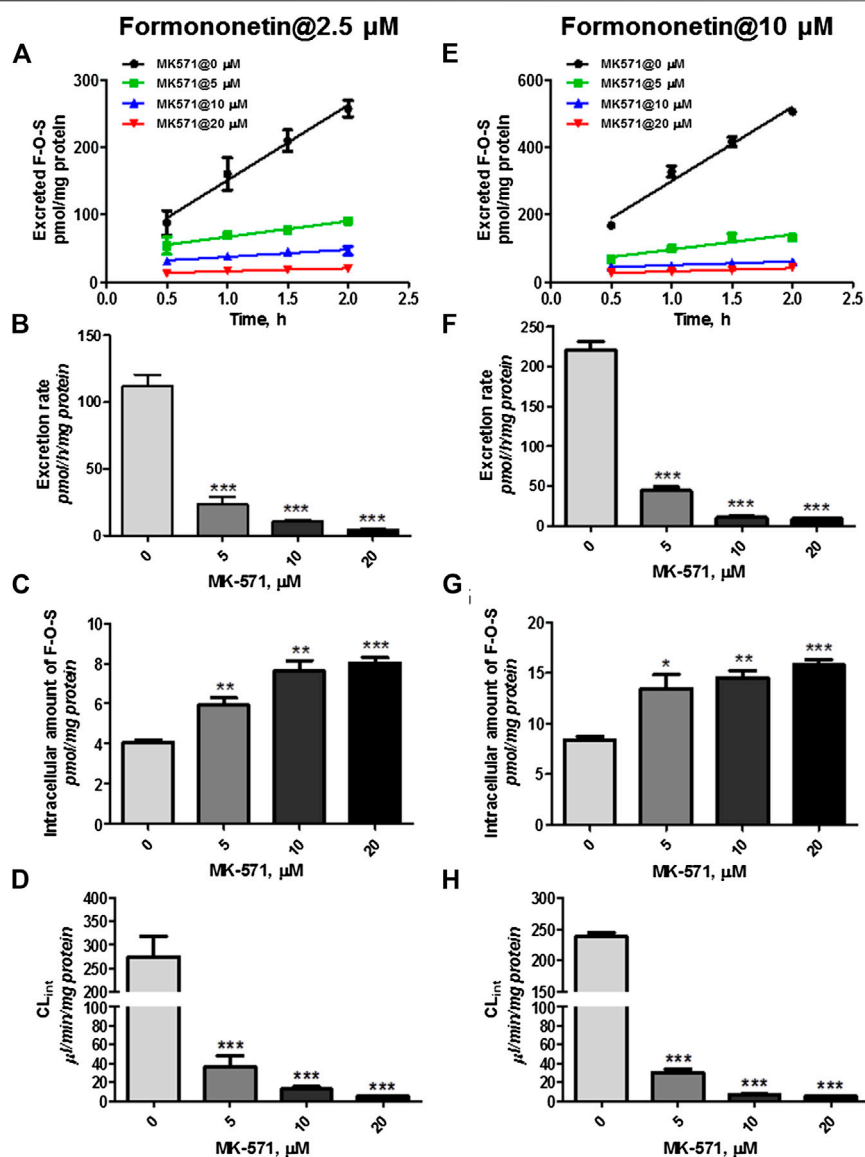 Formononetin@2.5 μM
Formononetin@10 μM
A
MK571@0 μM
MK571@5 μM
MK571@10 μM
MK571@20 μM
Excreted F-O-S
pmol/mg protein
300
200
100
0
0.0 0.5 1.0 1.5 2.0 2.5
Time, h
E
MK571@0 μM
MK571@5 μM
MK571@10 μM
MK571@20 μM
Excreted F-O-S
pmol/mg protein
600
400
200
0
0.0 0.5 1.0 1.5 2.0 2.5
Time, h
B
Excretion rate
pmol/h/mg protein
150
100
50
0
*** *** ***
0 5 10 20
MK-571, μM
F
Excretion rate
pmol/h/mg protein
250
200
150
100
50
0
*** *** ***
0 5 10 20
MK-571, μM
C
Intracellular amount of F-O-S
pmol/mg protein
10
8
6
4
2
0
** ** ***
0 5 10 20
MK-571, μM
G
i
Intracellular amount of F-O-S
pmol/mg protein
20
15
10
5
0
* ** ***
0 5 10 20
MK-571, μM
D
CLint
μl/min/mg protein
400
350
300
250
200
100
80
60
40
20
0
*** *** ***
0 5 10 20
MK-571, μM
H
CLint
μl/min/mg protein
300
250
200
150
100
80
60
40
20
0
*** *** ***
0 5 10 20
MK-571, μM